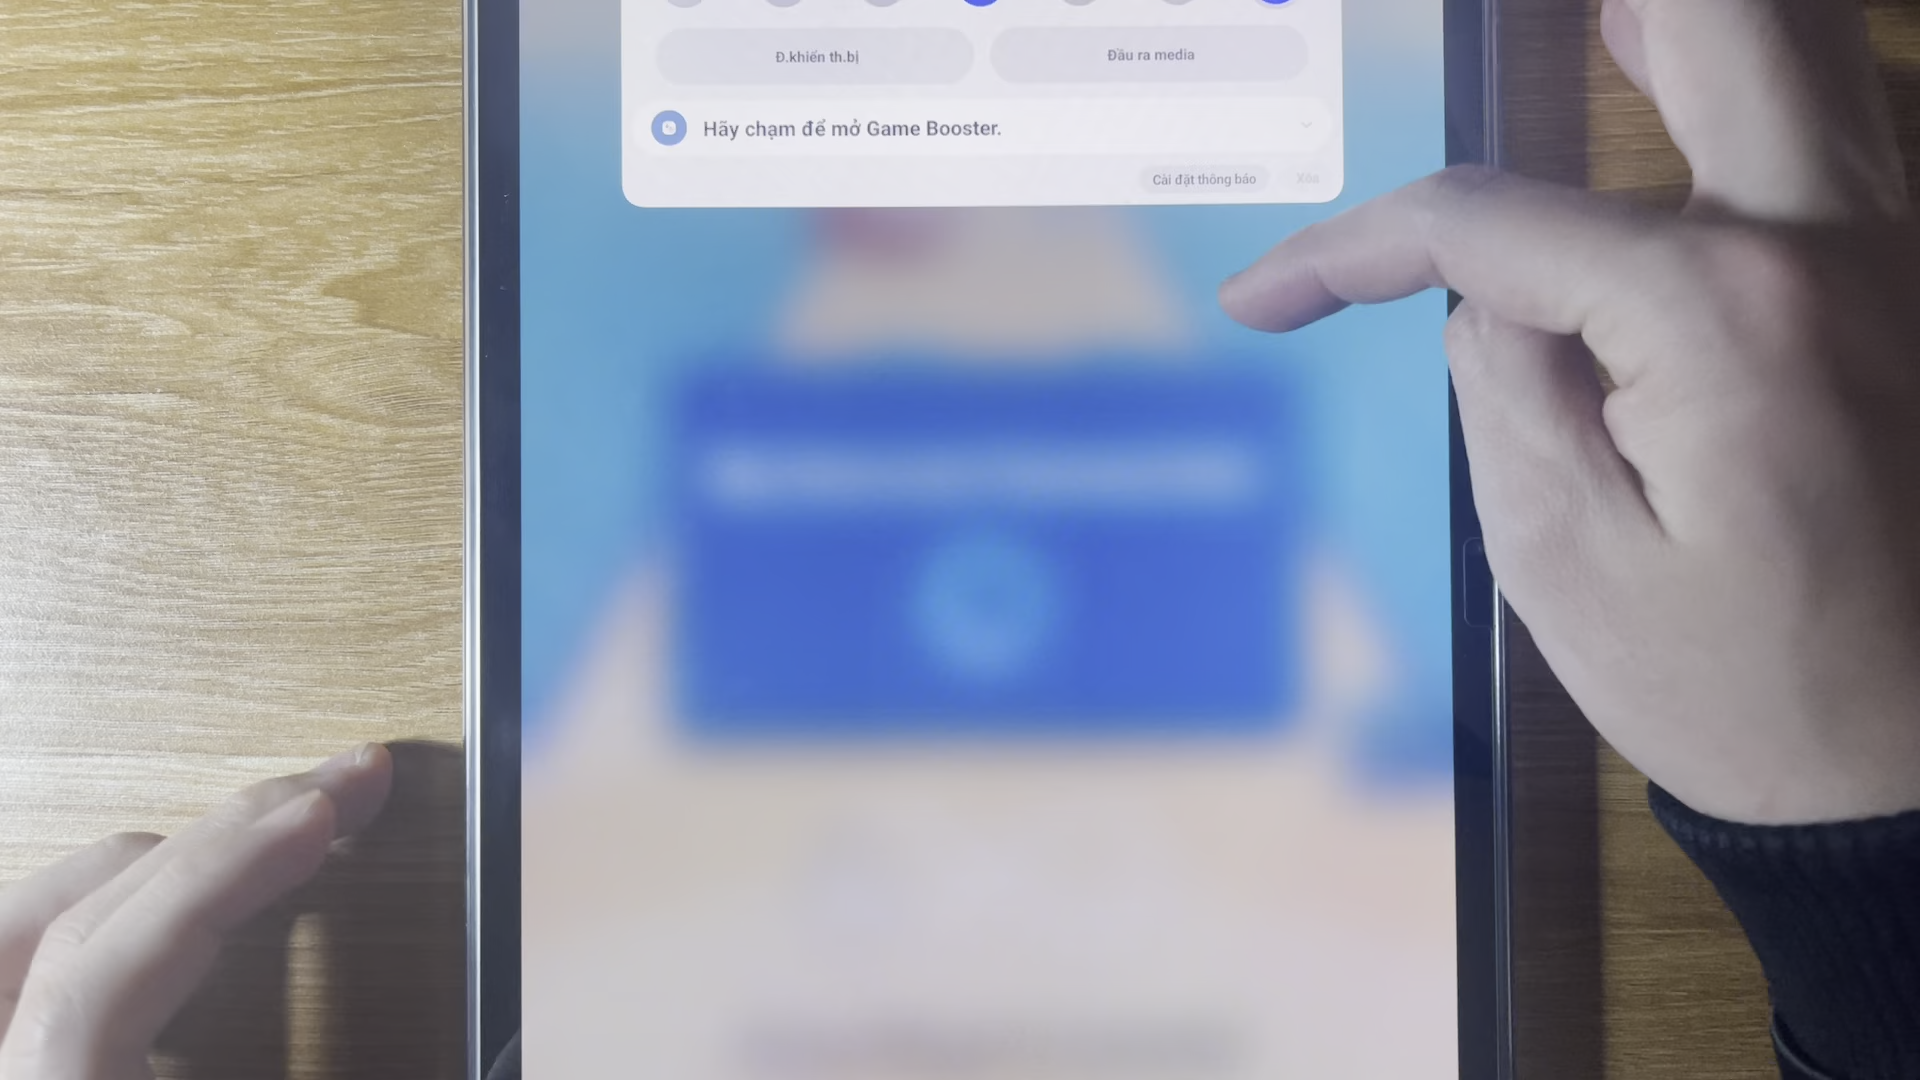 Đ.khiển th.bị
Đầu ra media
Hãy chạm để mở Game Booster.
Cài đặt thông báo
Xóa